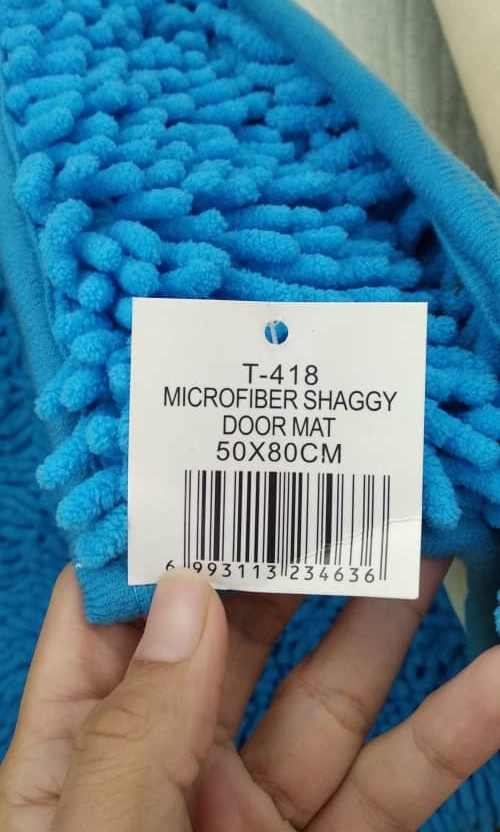 T-418
MICROFIBER SHAGGY
DOOR MAT
50X80CM
6 993113 234636